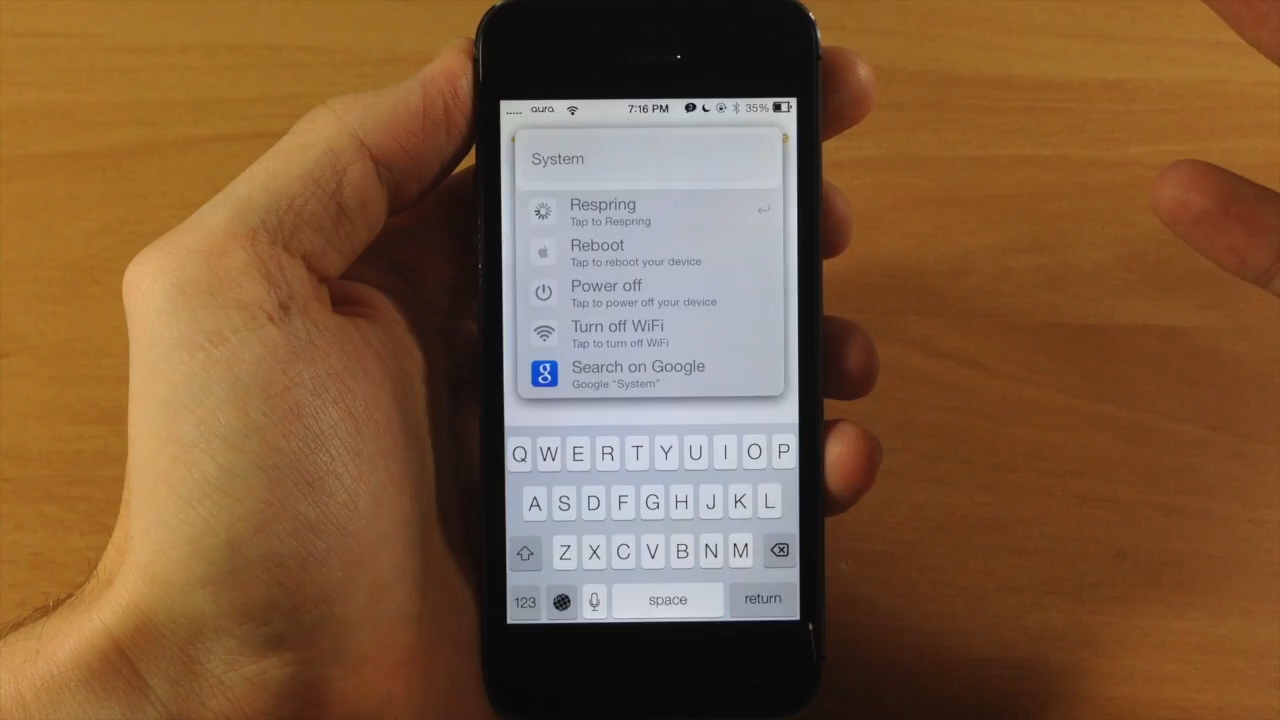 aura 7:16 PM 35%
System
Respring
Tap to Respring
Reboot
Tap to reboot your device
Power off
Tap to power off your device
Turn off WiFi
Tap to turn off WiFi
Search on Google
g Google “System”
Q W E R T Y U I O P
A S D F G H J K L
Z X C V B N M
123 space return